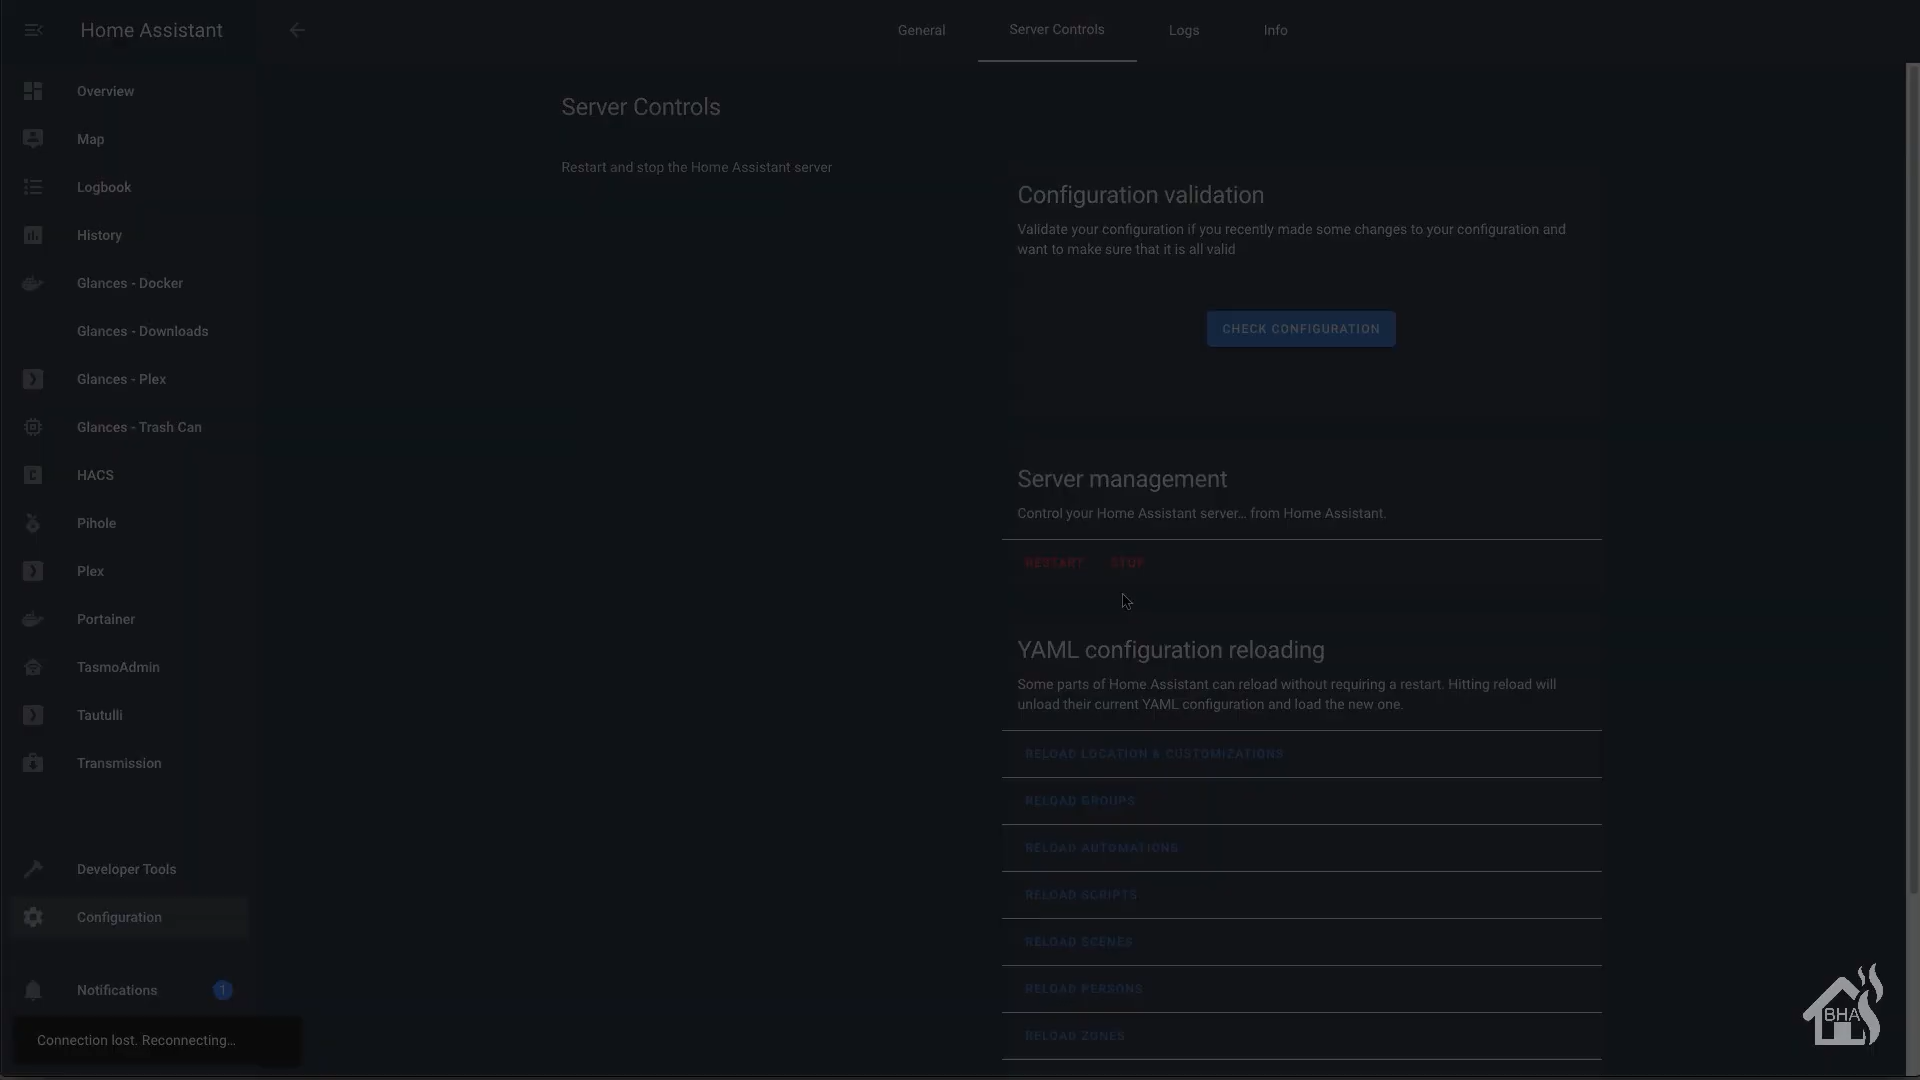 Home Assistant
General
Server Controls
Logs
Info
Overview
Map
Logbook
History
Glances - Docker
Glances - Downloads
Glances - Plex
Glances - Trash Can
HACS
Pihole
Plex
Portainer
TasmoAdmin
Tautulli
Transmission
Developer Tools
Configuration
Notifications
1
Connection lost. Reconnecting...
Server Controls
Restart and stop the Home Assistant server
Configuration validation
Validate your configuration if you recently made some changes to your configuration and
want to make sure that it is all valid
CHECK CONFIGURATION
Server management
Control your Home Assistant server... from Home Assistant.
RESTART
STOP
YAML configuration reloading
Some parts of Home Assistant can reload without requiring a restart. Hitting reload will
unload their current YAML configuration and load the new one.
RELOAD LOCATION & CUSTOMIZATIONS
RELOAD GROUPS
RELOAD AUTOMATIONS
RELOAD SCRIPTS
RELOAD SCENES
RELOAD PERSONS
RELOAD ZONES
BHA